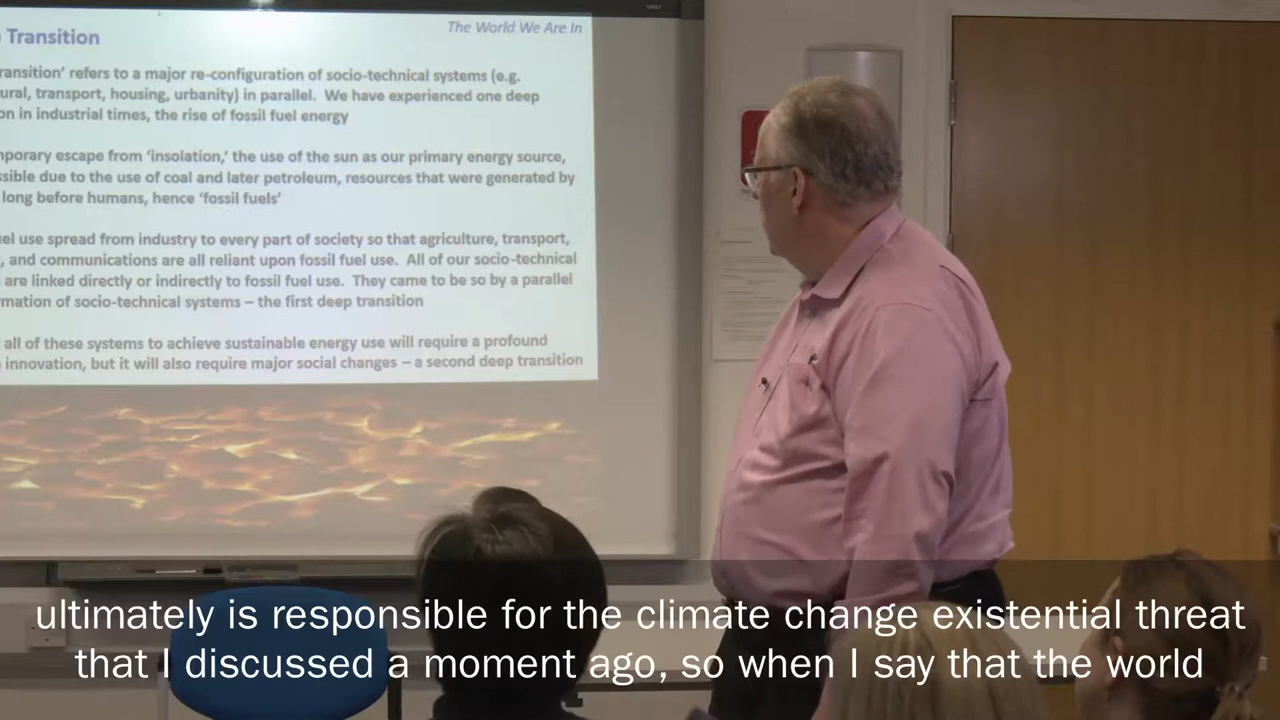 The World We Are In
Transition
ransition' refers to a major re-configuration of socio-technical systems (e.g.
ural, transport, housing, urbanity) in parallel.  We have experienced one deep
on in industrial times, the rise of fossil fuel energy
nporary escape from 'insolation,' the use of the sun as our primary energy source,
ssible due to the use of coal and later petroleum, resources that were generated by
long before humans, hence 'fossil fuels'
uel use spread from industry to every part of society so that agriculture, transport,
, and communications are all reliant upon fossil fuel use.  All of our socio-technical
are linked directly or indirectly to fossil fuel use.  They came to be so by a parallel
rmation of socio-technical systems – the first deep transition
all of these systems to achieve sustainable energy use will require a profound
innovation, but it will also require major social changes – a second deep transition
ultimately is responsible for the climate change existential threat
that I discussed a moment ago, so when I say that the world